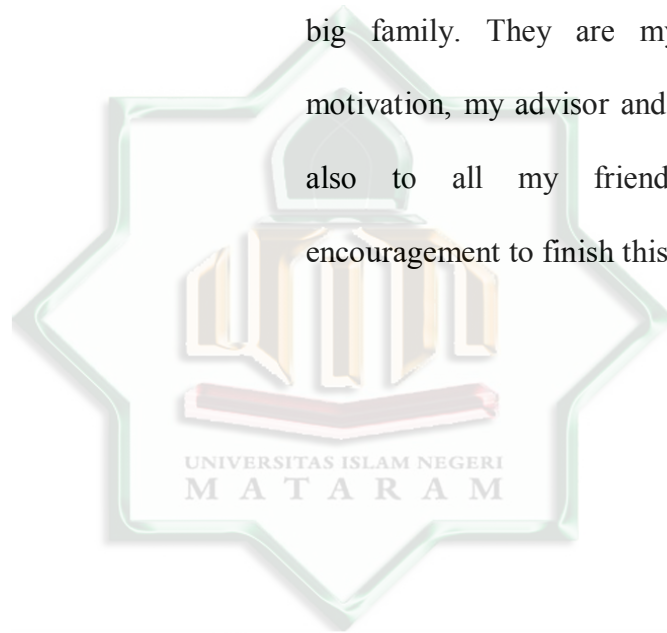 big family. They are my
motivation, my advisor and
also to all my friend
encouragement to finish this
UNIVERSITAS ISLAM NEGERI
MATARAM